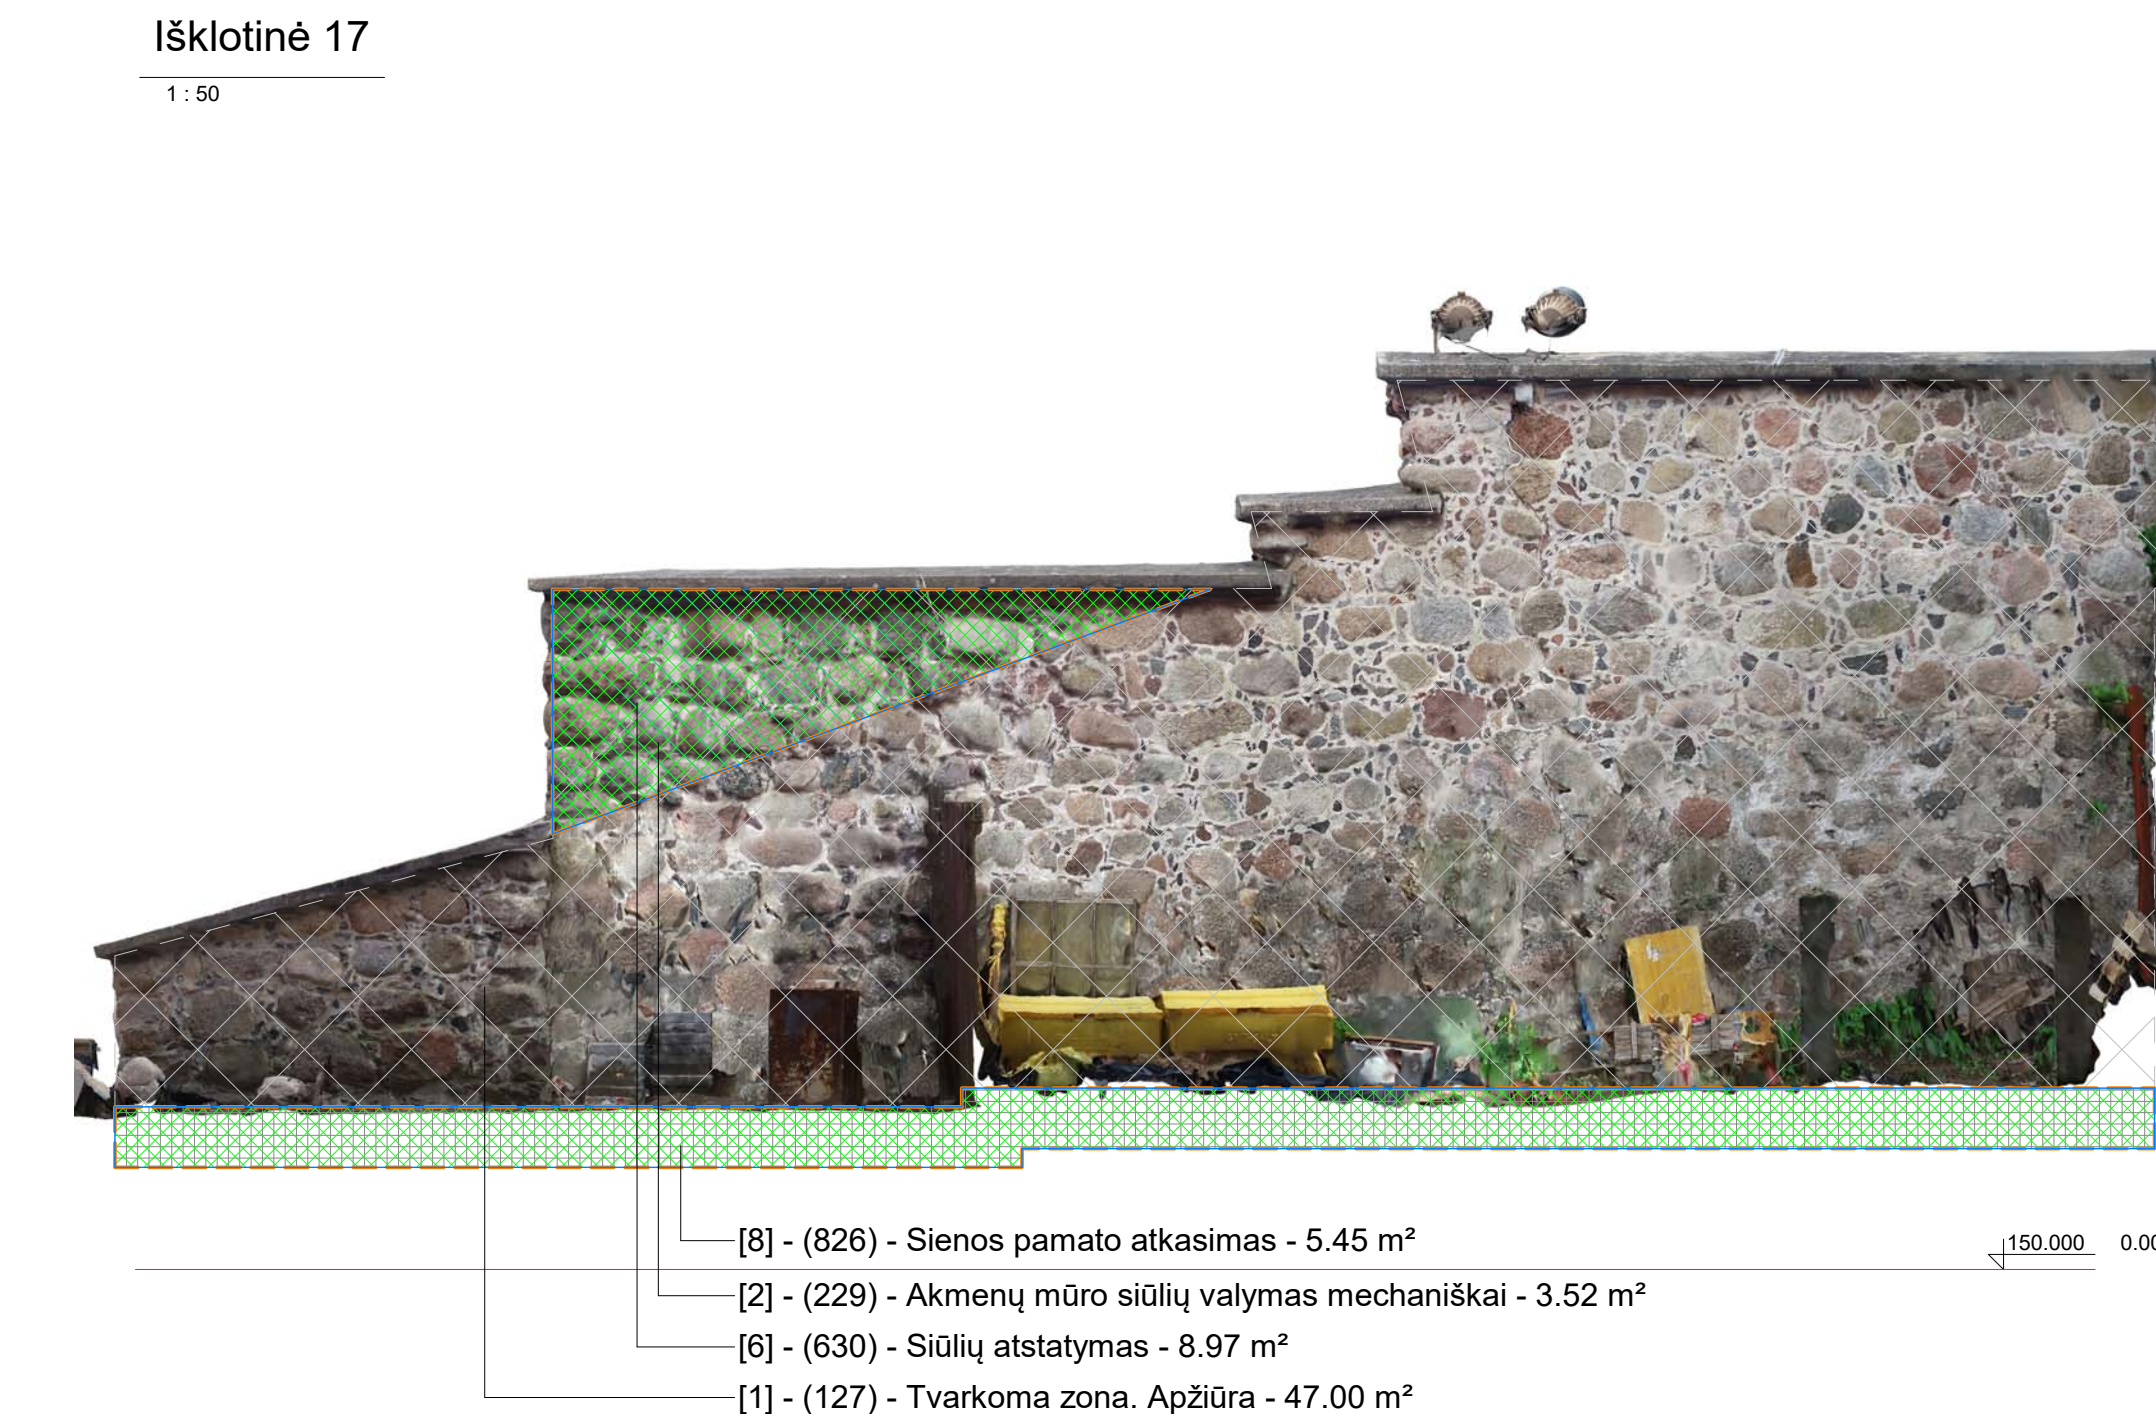 Išklotinė 17
1 : 50
[8] - (826) - Sienos pamato atkasimas - 5.45 m²
150.000 0.00
[2] - (229) - Akmenų mūro siūlių valymas mechaniškai - 3.52 m²
[6] - (630) - Siūlių atstatymas - 8.97 m²
[1] - (127) - Tvarkoma zona. Apžiūra - 47.00 m²